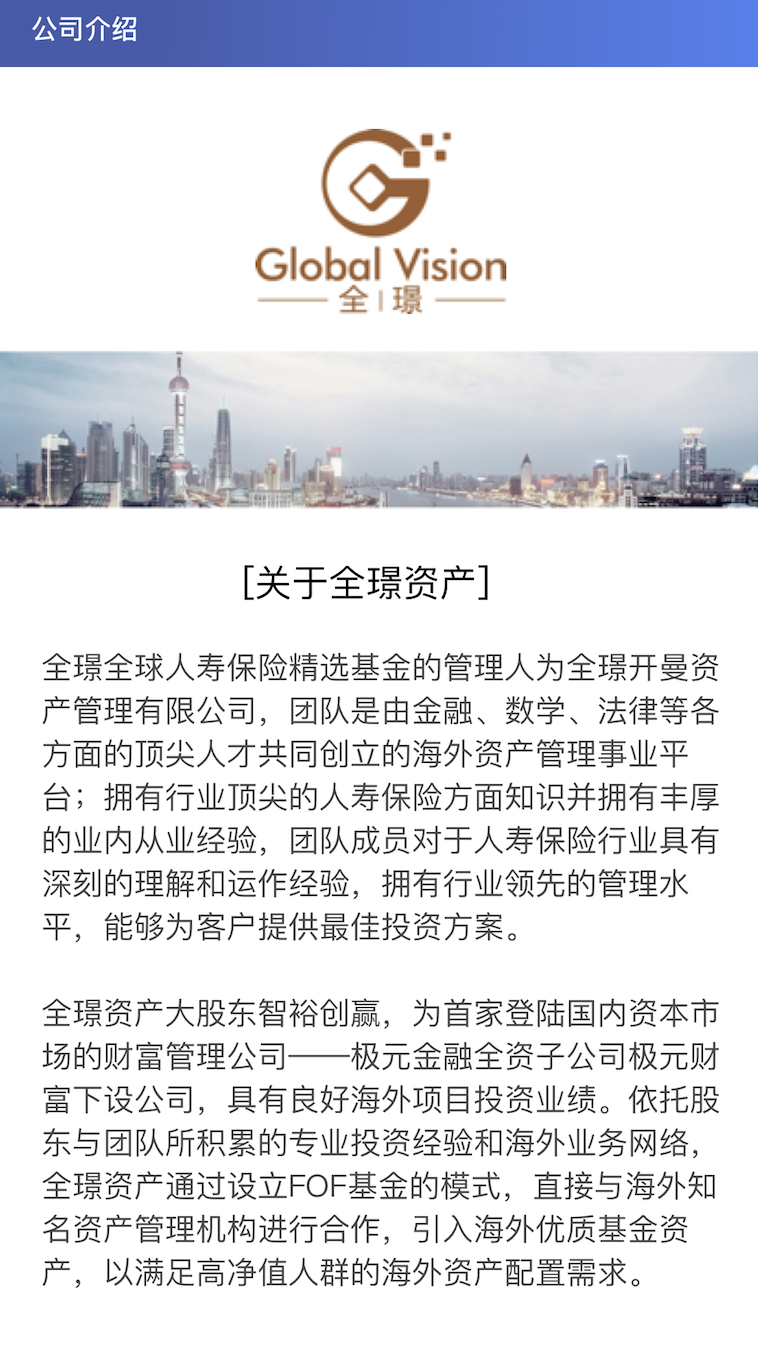 公司介绍
Global Vision
全|璟
[关于全璟资产]
全璟全球人寿保险精选基金的管理人为全璟开曼资
产管理有限公司，团队是由金融、数学、法律等各
方面的顶尖人才共同创立的海外资产管理事业平
台；拥有行业顶尖的人寿保险方面知识并拥有丰厚
的业内从业经验，团队成员对于人寿保险行业具有
深刻的理解和运作经验，拥有行业领先的管理水
平，能够为客户提供最佳投资方案。
全璟资产大股东智裕创赢，为首家登陆国内资本市
场的财富管理公司——极元金融全资子公司极元财
富下设公司，具有良好海外项目投资业绩。依托股
东与团队所积累的专业投资经验和海外业务网络，
全璟资产通过设立FOF基金的模式，直接与海外知
名资产管理机构进行合作，引入海外优质基金资
产，以满足高净值人群的海外资产配置需求。